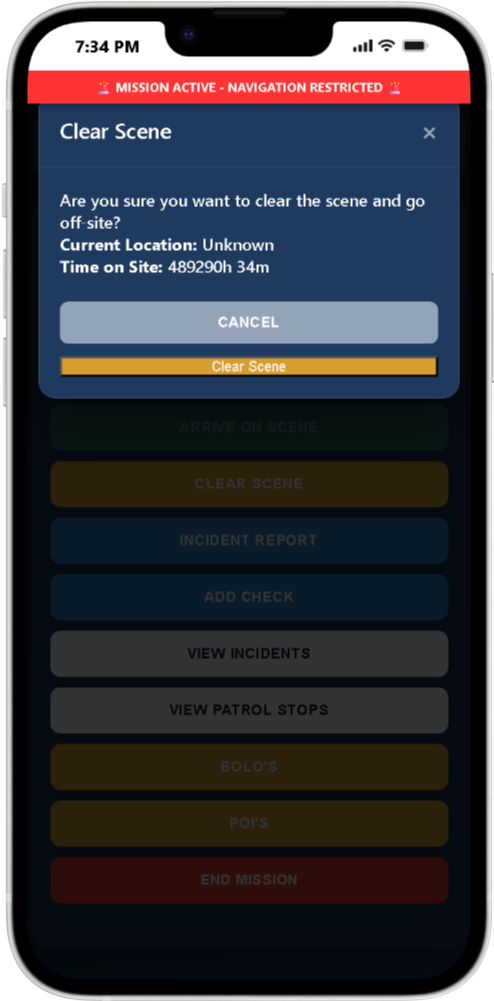 7:34 PM
🚨 MISSION ACTIVE - NAVIGATION RESTRICTED 🚨
Clear Scene ×
Are you sure you want to clear the scene and go
off-site?
Current Location: Unknown
Time on Site: 489290h 34m
CANCEL
Clear Scene
ARRIVE ON SCENE
CLEAR SCENE
INCIDENT REPORT
ADD CHECK
VIEW INCIDENTS
VIEW PATROL STOPS
BOLO'S
POI'S
END MISSION